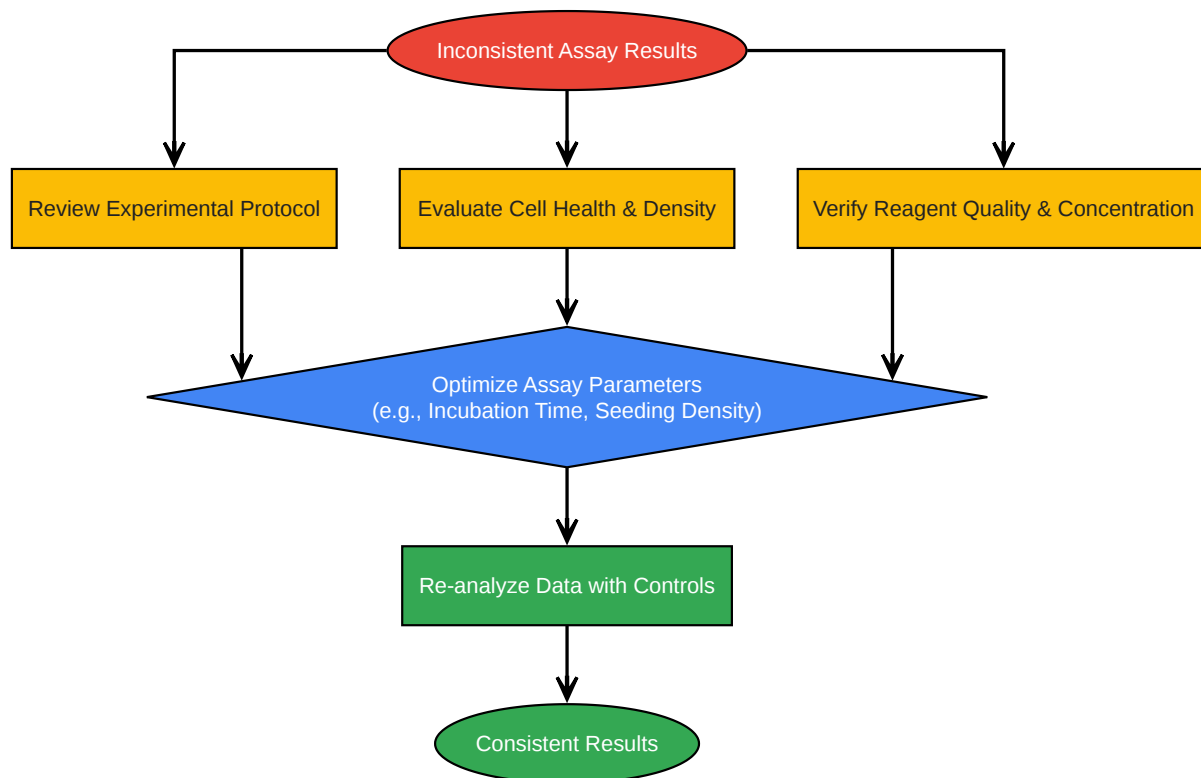 Inconsistent Assay Results
Review Experimental Protocol
Evaluate Cell Health & Density
Verify Reagent Quality & Concentration
Optimize Assay Parameters
(e.g., Incubation Time, Seeding Density)
Re-analyze Data with Controls
Consistent Results